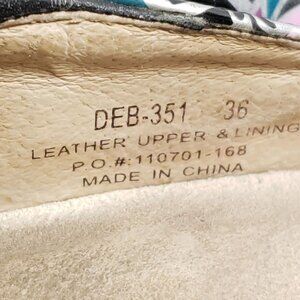 DEB-351 36
LEATHER UPPER & LINING
P.O.#:110701-168
MADE IN CHINA